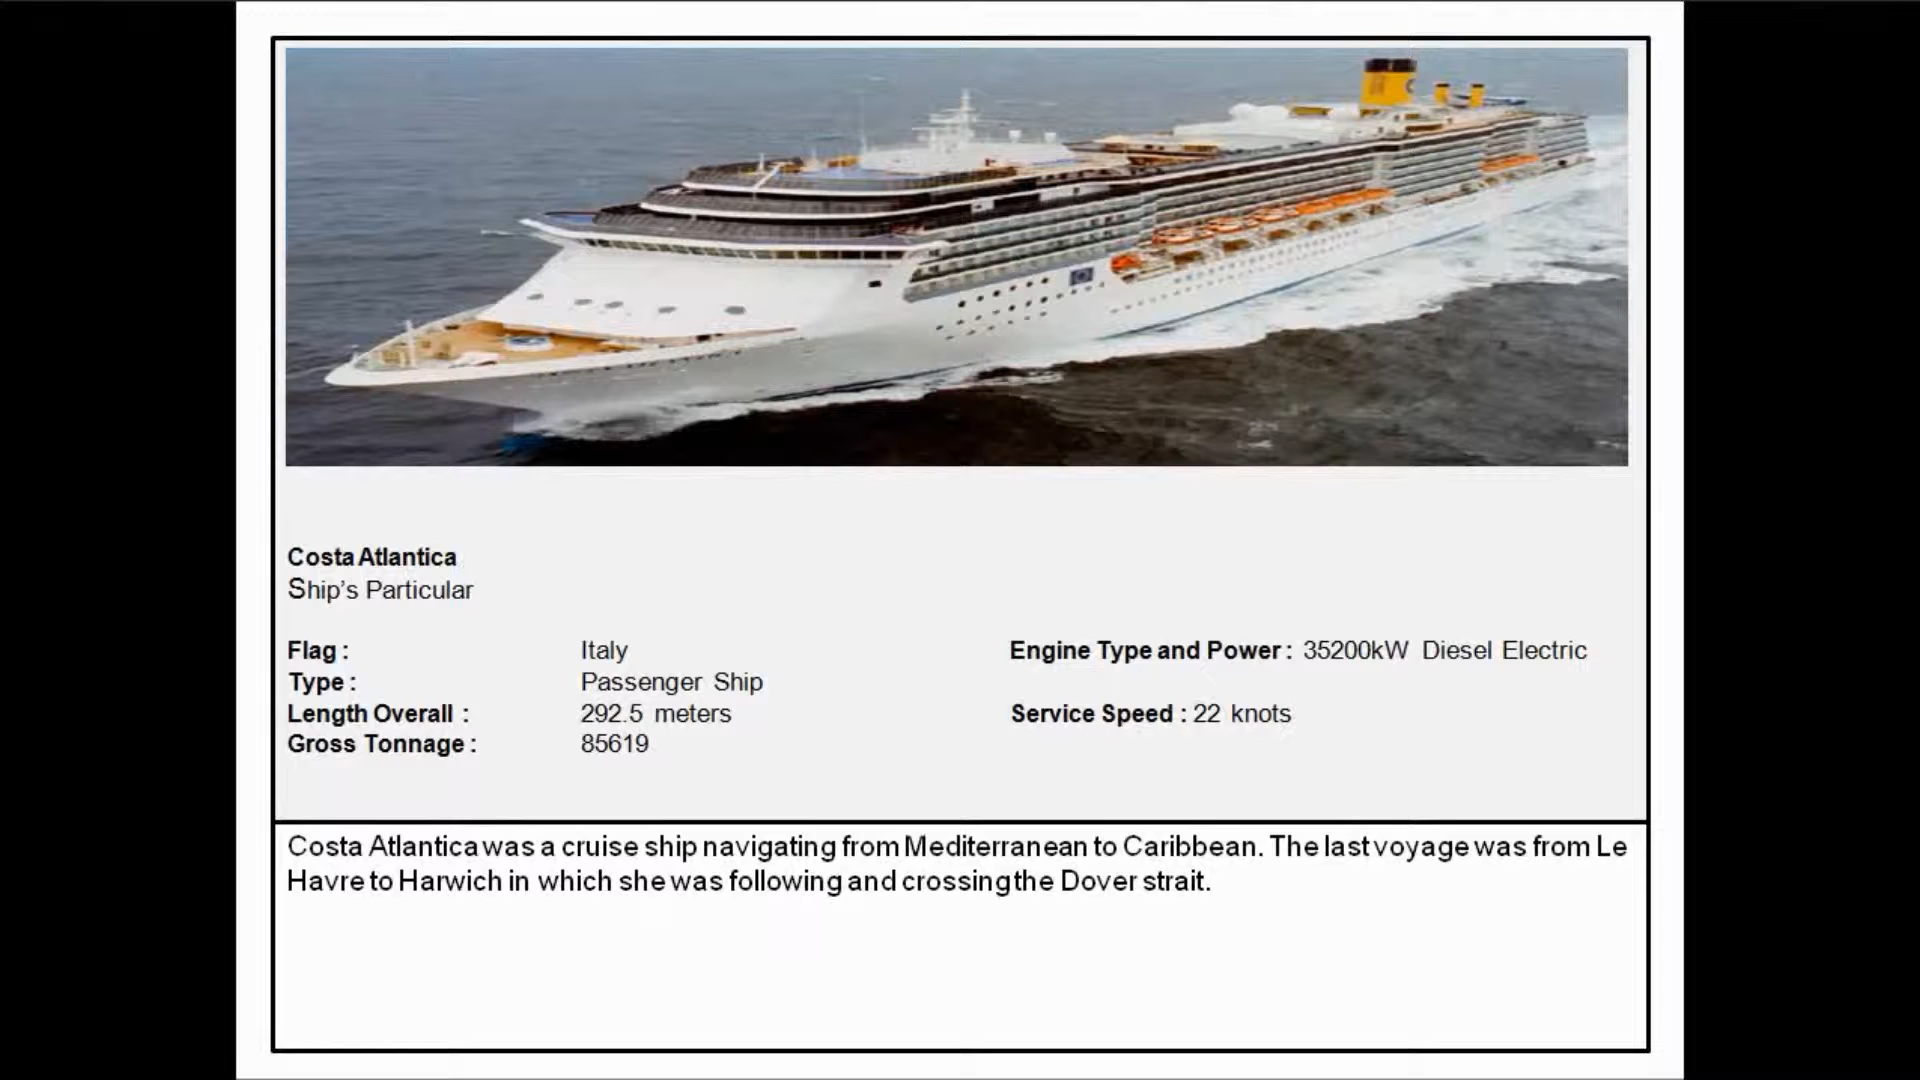 Costa Atlantica
Ship's Particular
Flag : Italy
Engine Type and Power : 35200kW Diesel Electric
Type : Passenger Ship
Length Overall : 292.5 meters
Service Speed : 22 knots
Gross Tonnage : 85619
Costa Atlantica was a cruise ship navigating from Mediterranean to Caribbean. The last voyage was from Le
Havre to Harwich in which she was following and crossing the Dover strait.